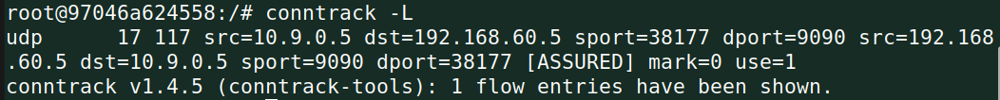 root@97046a624558:/# conntrack -L
udp      17 117 src=10.9.0.5 dst=192.168.60.5 sport=38177 dport=9090 src=192.168
.60.5 dst=10.9.0.5 sport=9090 dport=38177 [ASSURED] mark=0 use=1
conntrack v1.4.5 (conntrack-tools): 1 flow entries have been shown.